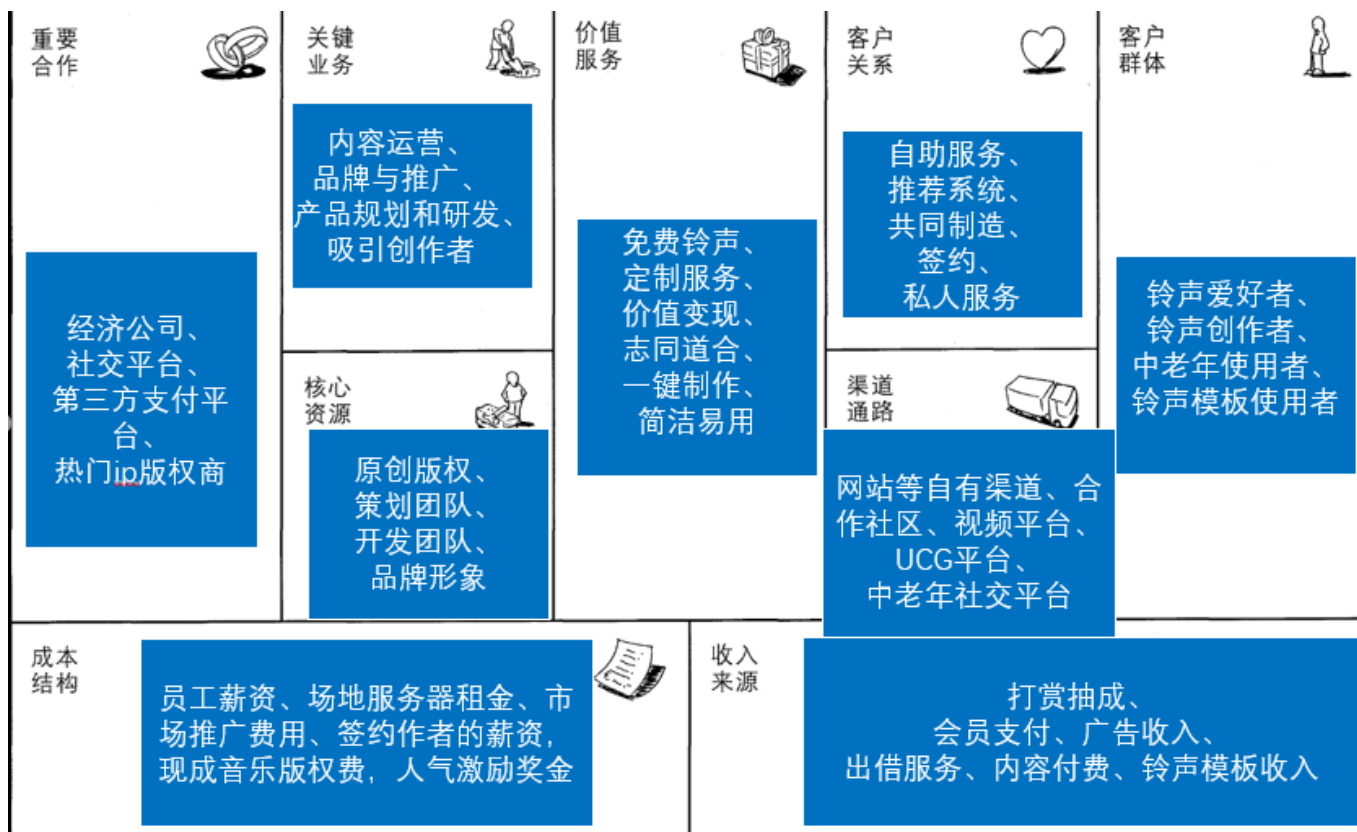 重要
合作
经济公司、
社交平台、
第三方支付平
台、
热门ip版权商
关键
业务
内容运营、
品牌与推广、
产品规划和研发、
吸引创作者
核心
资源
原创版权、
策划团队、
开发团队、
品牌形象
价值
服务
免费铃声、
定制服务、
价值变现、
志同道合、
一键制作、
简洁易用
客户
关系
自助服务、
推荐系统、
共同制造、
签约、
私人服务
渠道
通路
网站等自有渠道、合
作社区、视频平台、
UCG平台、
中老年社交平台
客户
群体
铃声爱好者、
铃声创作者、
中老年使用者、
铃声模板使用者
成本
结构
员工薪资、场地服务器租金、市
场推广费用、签约作者的薪资,
现成音乐版权费, 人气激励奖金
收入
来源
打赏抽成、
会员支付、广告收入、
出借服务、内容付费、铃声模板收入